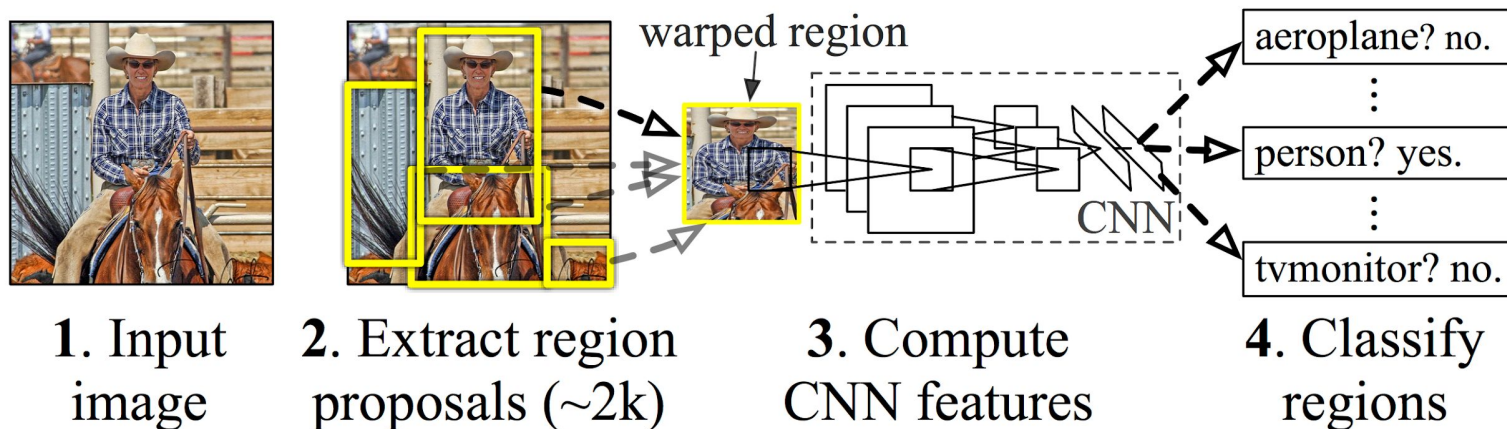 warped region
aeroplane? no.
⋮
person? yes.
CNN
⋮
tvmonitor? no.
1. Input
image
2. Extract region
proposals (~2k)
3. Compute
CNN features
4. Classify
regions